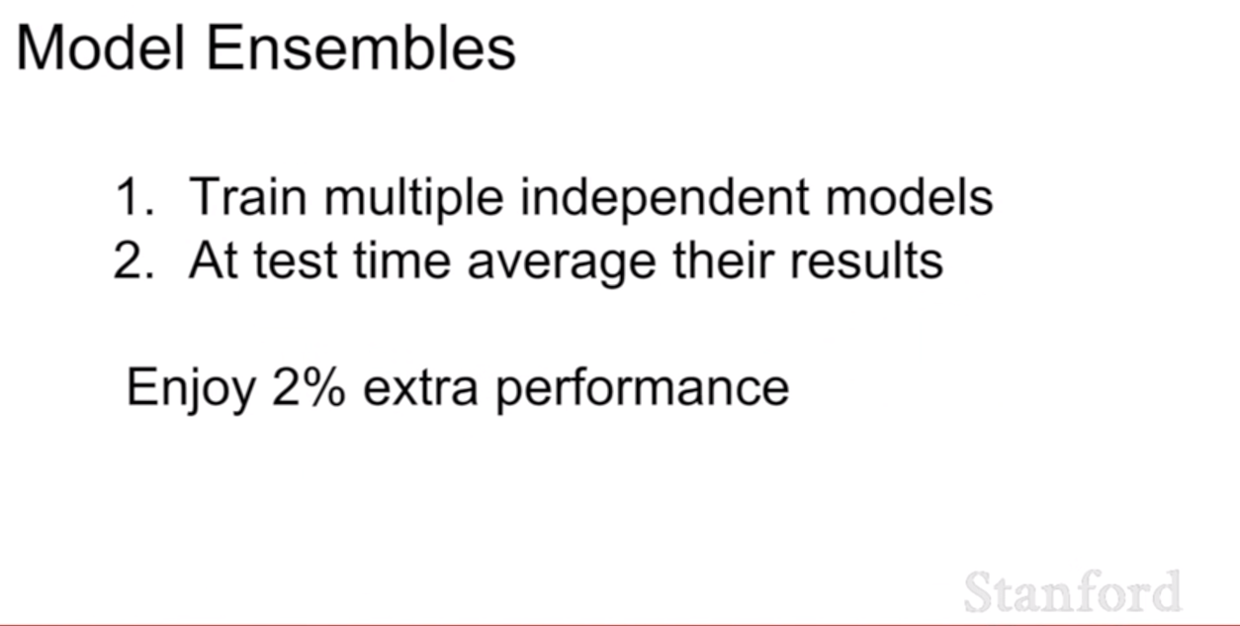 Model Ensembles
1. Train multiple independent models
2. At test time average their results
Enjoy 2% extra performance
Stanford